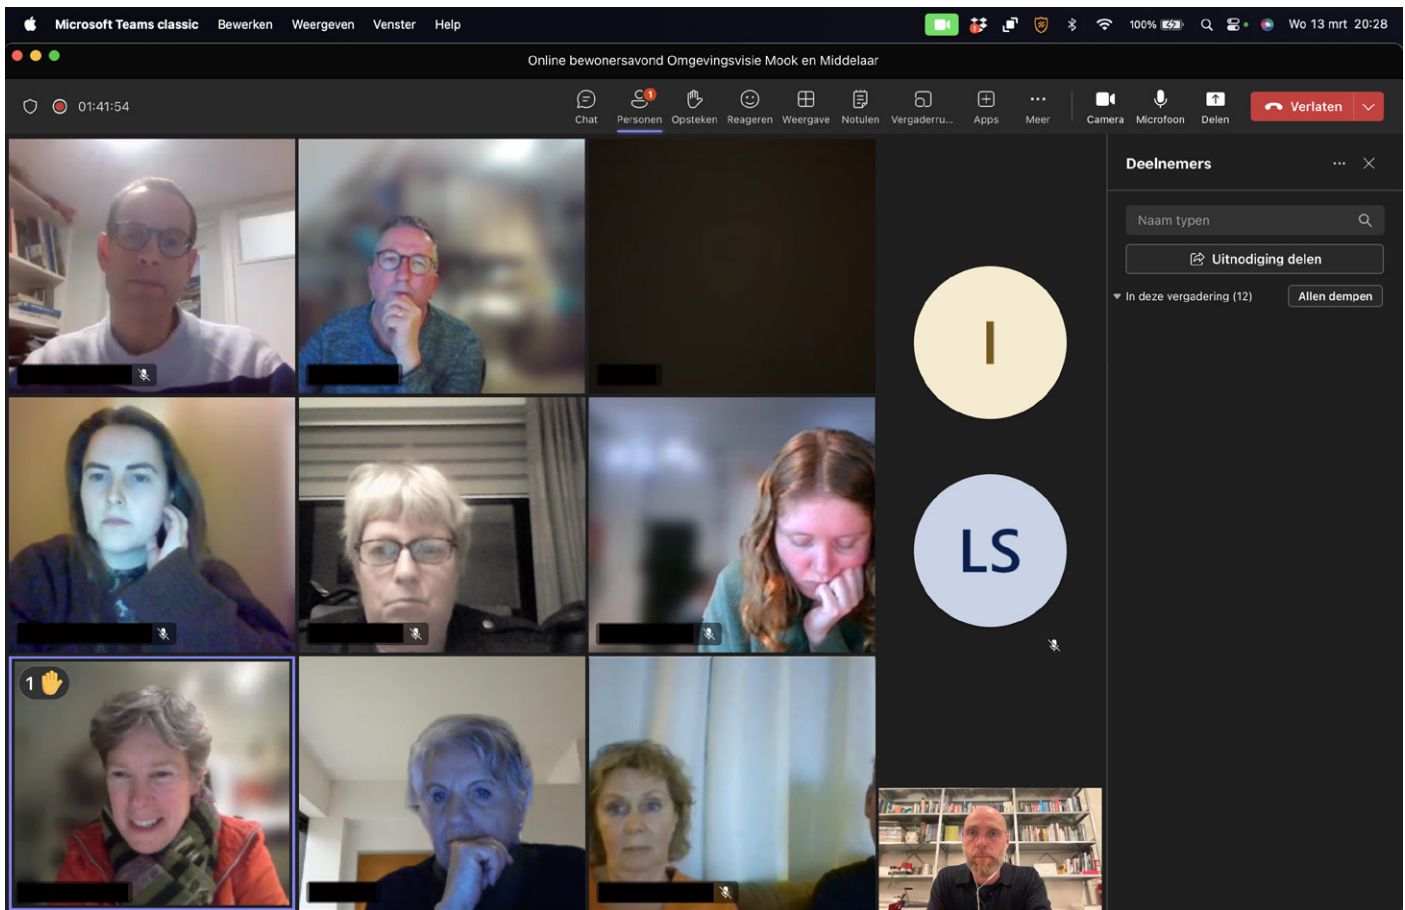 Microsoft Teams classic Bewerken Weergeven Venster Help 100% Wo 13 mrt 20:28
Online bewonersavond Omgevingsvisie Mook en Middelaar
01:41:54
1
Chat Personen Opsteken Reageren Weergave Notulen Vergaderru... Apps Meer Camera Microfoon Delen Verlaten
Deelnemers
Naam typen
Uitnodiging delen
In deze vergadering (12) Allen dempen
I
LS
1